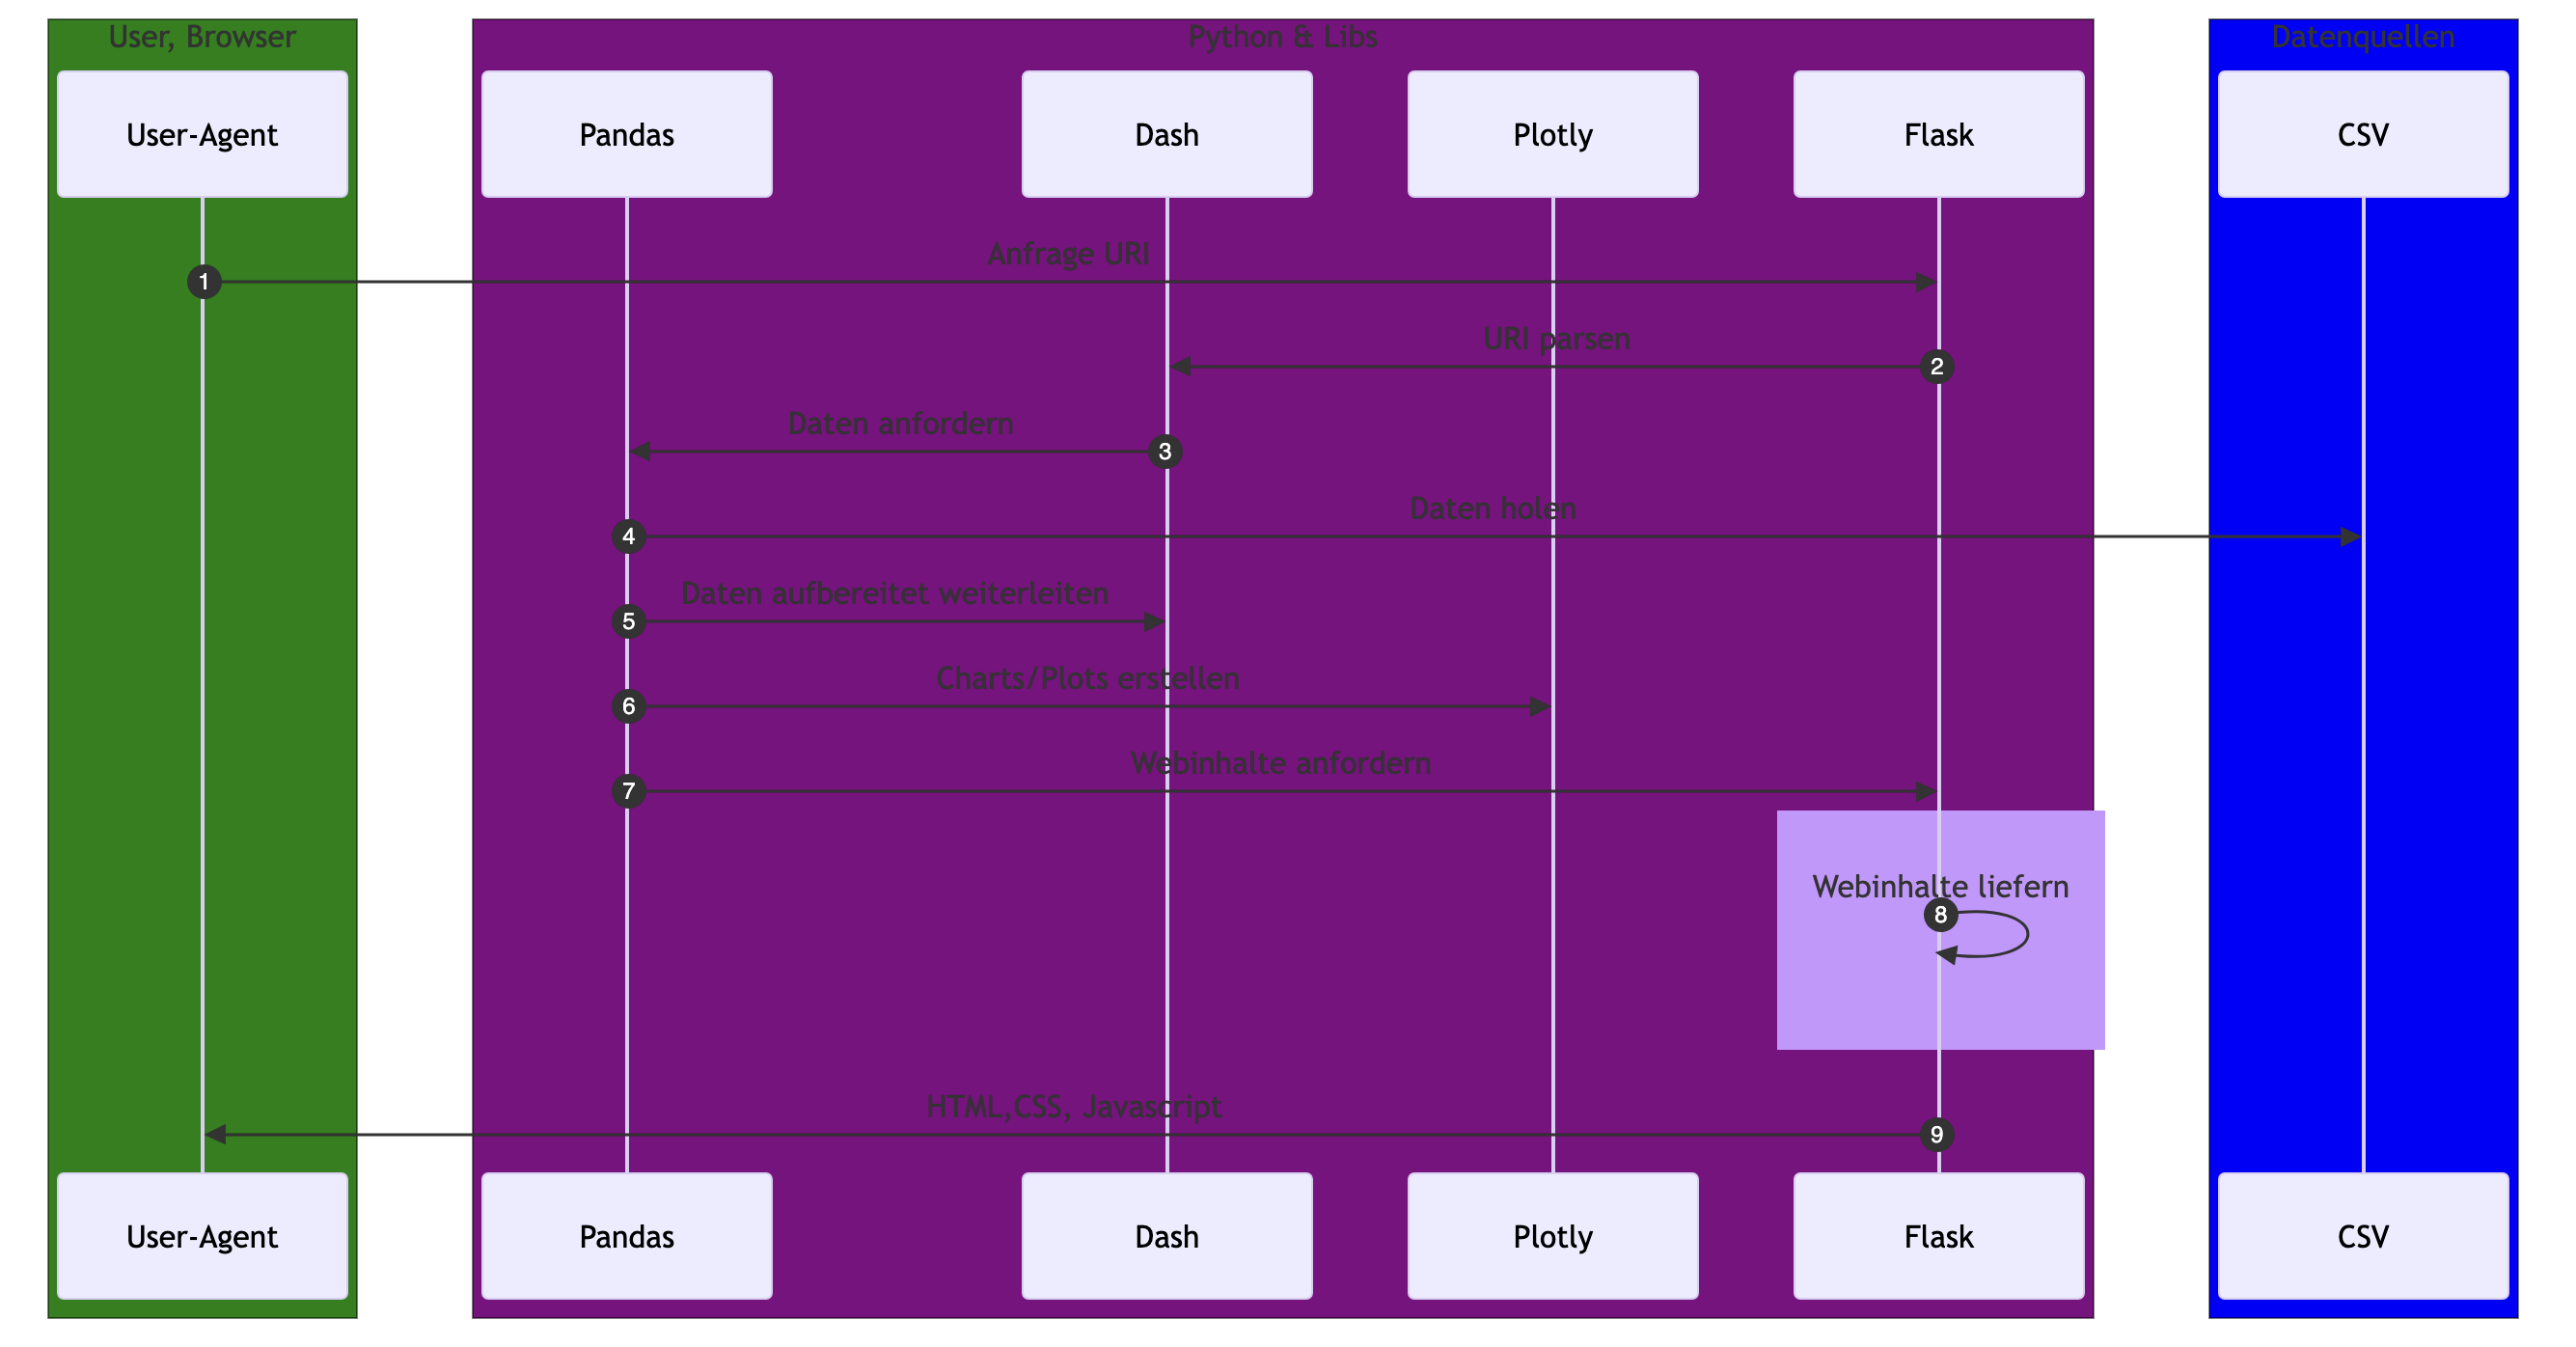 User, Browser
Python & Libs
Datenquellen
User-Agent
Pandas
Dash
Plotly
Flask
CSV
Anfrage URI
1
URI parsen
2
Daten anfordern
3
Daten holen
4
Daten aufbereitet weiterleiten
5
Charts/Plots erstellen
6
Webinhalte anfordern
7
Webinhalte liefern
8
HTML,CSS, Javascript
9
User-Agent
Pandas
Dash
Plotly
Flask
CSV